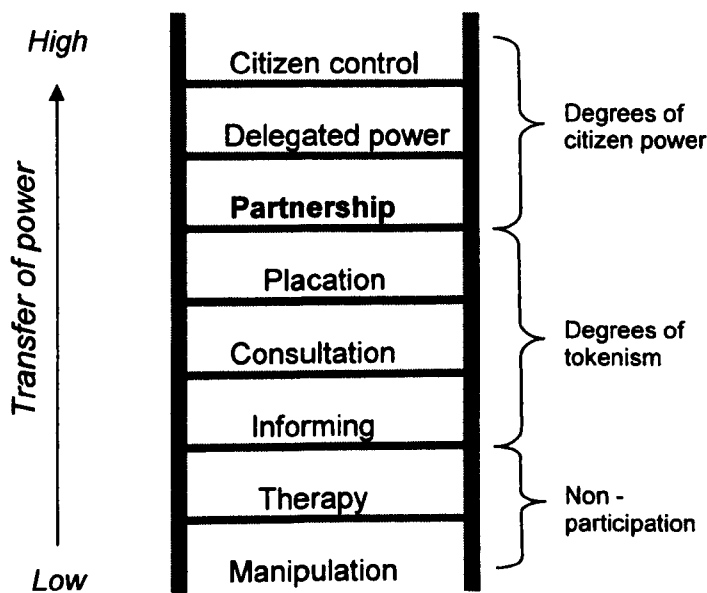 High
Transfer of power
Low
Citizen control
Delegated power
Partnership
Placation
Consultation
Informing
Therapy
Manipulation
Degrees of
citizen power
Degrees of
tokenism
Non -
participation